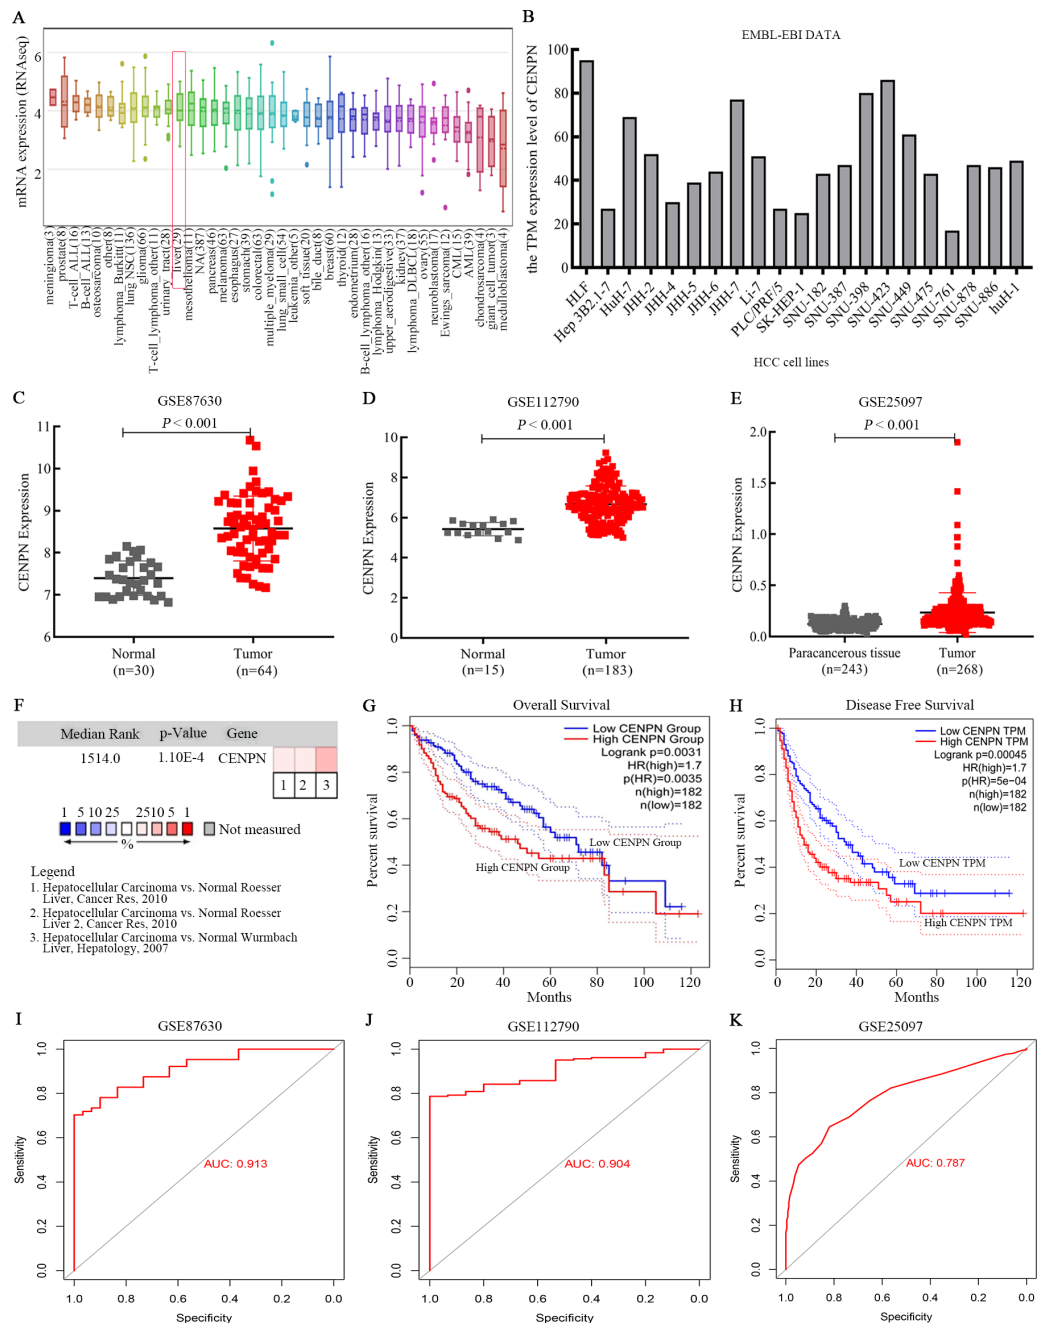 A
mRNA expression (RNAseq)
6
4
2
meningioma(3)
prostate(8)
T-cell_ALL(16)
B-cell_ALL(13)
osteosarcoma(10)
other(8)
lymphoma_Burkitt(11)
lung_NSC(136)
glioma(66)
T-cell_lymphoma_other(11)
urinary_tract(28)
liver(29)
mesothelioma(11)
NA(387)
pancreas(46)
melanoma(63)
esophagus(27)
stomach(39)
colorectal(63)
multiple_myeloma(29)
lung_small_cell(54)
leukemia_other(5)
soft_tissue(20)
bile_duct(8)
breast(60)
thyroid(12)
endometrium(28)
B-cell_lymphoma_other(16)
lymphoma_Hodgkin(13)
upper_aerodigestive(33)
kidney(37)
lymphoma_DLBCL(18)
ovary(55)
neuroblastoma(17)
Ewings_sarcoma(12)
CML(15)
AML(39)
chondrosarcoma(4)
giant_cell_tumor(3)
medulloblastoma(4)
B
EMBL-EBI DATA
the TPM expression level of CENPN
100
80
60
40
20
0
HLF
Hep 3B2.1-7
HuH-7
JHH-2
JHH-4
JHH-5
JHH-6
JHH-7
Li-7
PLC/PRF/5
SK-HEP-1
SNU-182
SNU-387
SNU-398
SNU-423
SNU-449
SNU-475
SNU-761
SNU-878
SNU-886
huH-1
HCC cell lines
C
GSE87630
P < 0.001
CENPN Expression
11
10
9
8
7
6
Normal
(n=30)
Tumor
(n=64)
D
GSE112790
P < 0.001
CENPN Expression
10
8
6
4
2
0
Normal
(n=15)
Tumor
(n=183)
E
GSE25097
P < 0.001
CENPN Expression
2.0
1.5
1.0
0.5
0.0
Paracancerous tissue
(n=243)
Tumor
(n=268)
F
Median Rank p-Value Gene
1514.0 1.10E-4 CENPN
1 2 3
1 5 10 25 25 10 5 1 Not measured
%
Legend
1. Hepatocellular Carcinoma vs. Normal Roesser
Liver, Cancer Res, 2010
2. Hepatocellular Carcinoma vs. Normal Roesser
Liver 2, Cancer Res, 2010
3. Hepatocellular Carcinoma vs. Normal Wurmbach
Liver, Hepatology, 2007
G
Overall Survival
Low CENPN Group
High CENPN Group
Logrank p=0.0031
HR(high)=1.7
p(HR)=0.0035
n(high)=182
n(low)=182
Low CENPN Group
High CENPN Group
Percent survival
1.0
0.8
0.6
0.4
0.2
0.0
0 20 40 60 80 100 120
Months
H
Disease Free Survival
Low CENPN TPM
High CENPN TPM
Logrank p=0.00045
HR(high)=1.7
p(HR)=5e-04
n(high)=182
n(low)=182
Low CENPN TPM
High CENPN TPM
Percent survival
1.0
0.8
0.6
0.4
0.2
0.0
0 20 40 60 80 100 120
Months
I
GSE87630
Sensitivity
1.0
0.8
0.6
0.4
0.2
0.0
AUC: 0.913
1.0 0.8 0.6 0.4 0.2 0.0
Specificity
J
GSE112790
Sensitivity
1.0
0.8
0.6
0.4
0.2
0.0
AUC: 0.904
1.0 0.8 0.6 0.4 0.2 0.0
Specificity
K
GSE25097
Sensitivity
1.0
0.8
0.6
0.4
0.2
0.0
AUC: 0.787
1.0 0.8 0.6 0.4 0.2 0.0
Specificity